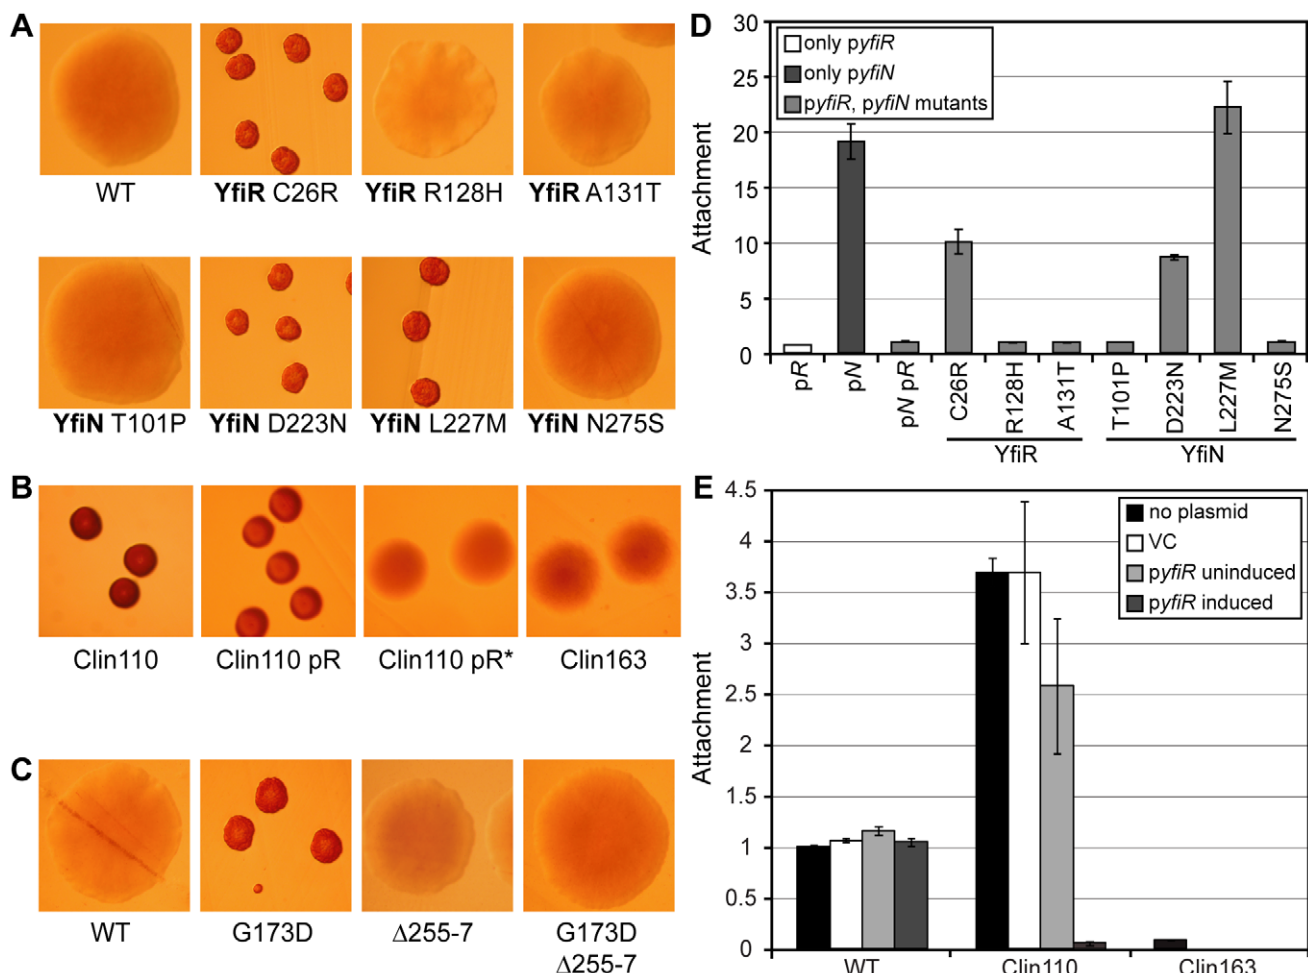 A
WT
YfiR C26R
YfiR R128H
YfiR A131T
YfiN T101P
YfiN D223N
YfiN L227M
YfiN N275S
B
Clin110
Clin110 pR
Clin110 pR*
Clin163
C
WT
G173D
Δ255-7
G173D
Δ255-7
D
Attachment
30
25
20
15
10
5
0
only pyfiR
only pyfiN
pyfiR, pyfiN mutants
pR
pN
pN pR
C26R
R128H
A131T
T101P
D223N
L227M
N275S
YfiR
YfiN
E
Attachment
4.5
4
3.5
3
2.5
2
1.5
1
0.5
0
no plasmid
VC
pyfiR uninduced
pyfiR induced
WT
Clin110
Clin163